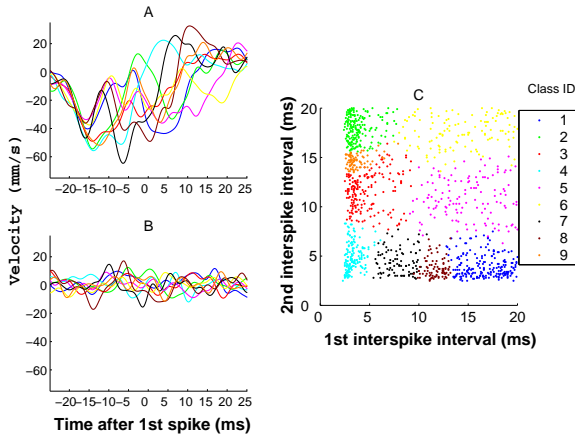 A
20
0
−20
−40
−60
−20−15−10 −5 0 5 10 15 20 25
B
20
0
−20
−40
−60
−20−15−10 −5 0 5 10 15 20 25
Velocity (mm/s)
Time after 1st spike (ms)
C
20
15
10
5
0
0 5 10 15 20
2nd interspike interval (ms)
1st interspike interval (ms)
Class ID
1
2
3
4
5
6
7
8
9